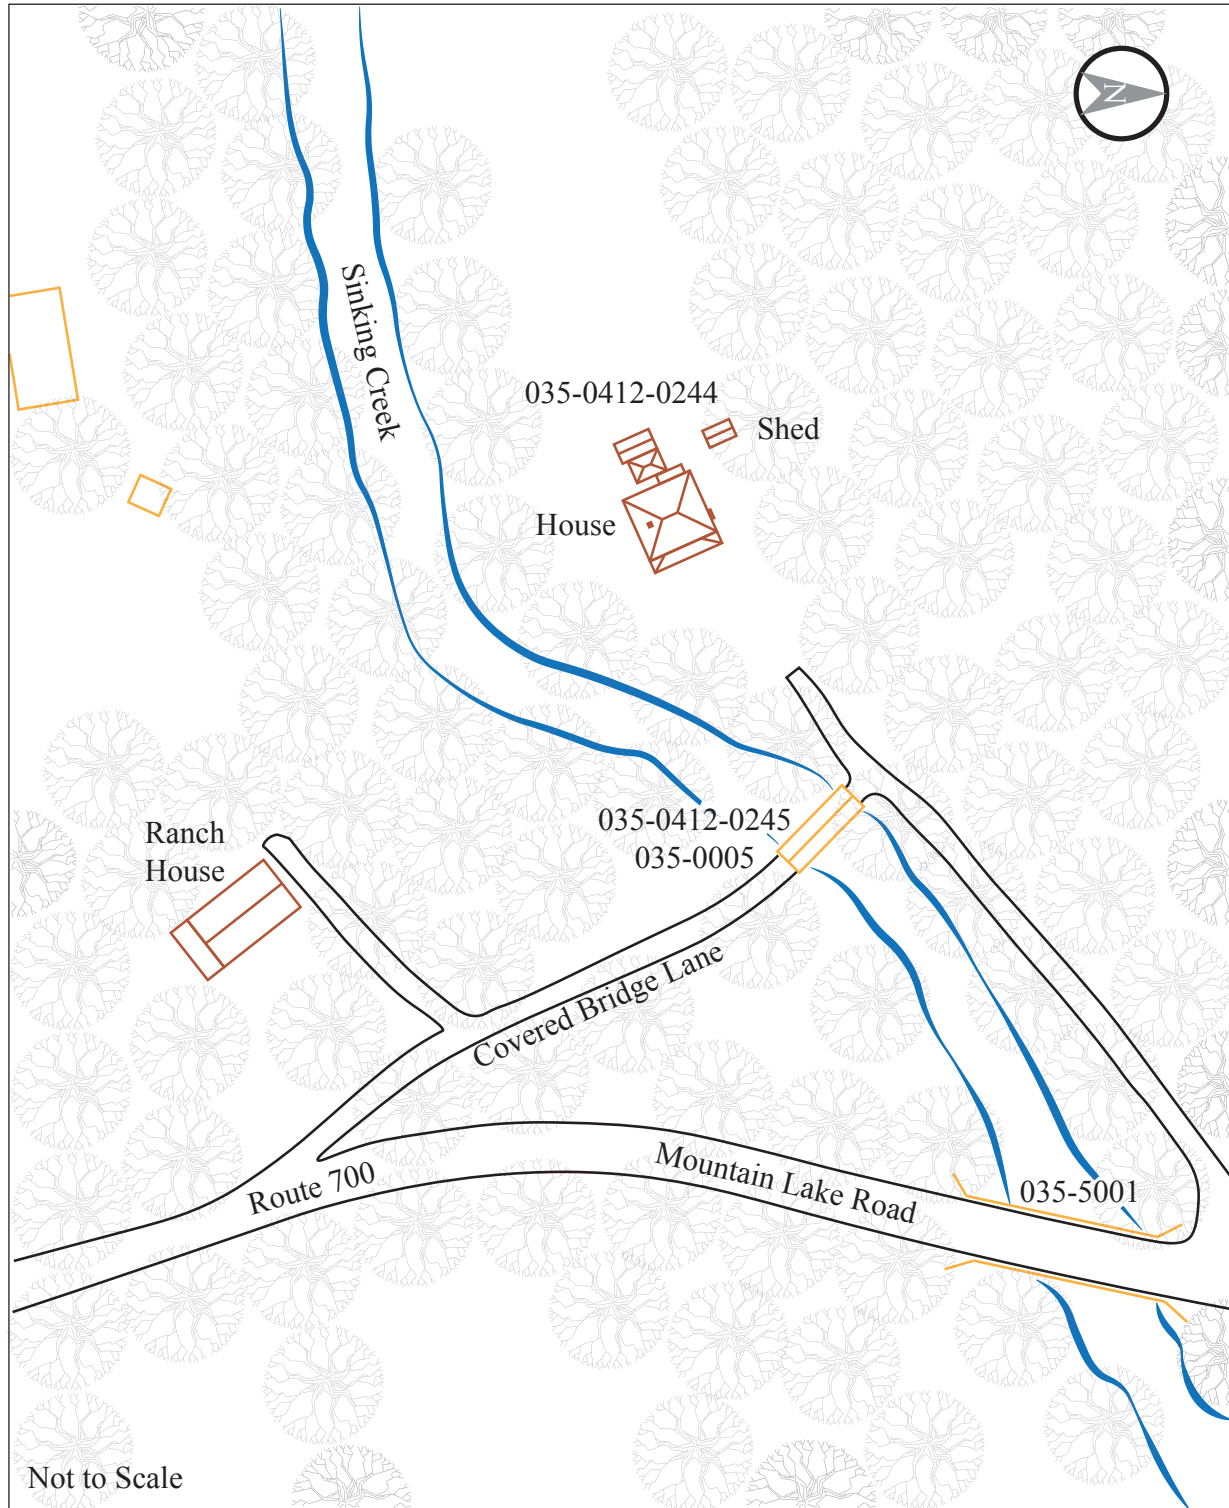 N
Sinking Creek
035-0412-0244
Shed
House
035-0412-0245
035-0005
Ranch
House
Covered Bridge Lane
Mountain Lake Road
Route 700
035-5001
Not to Scale